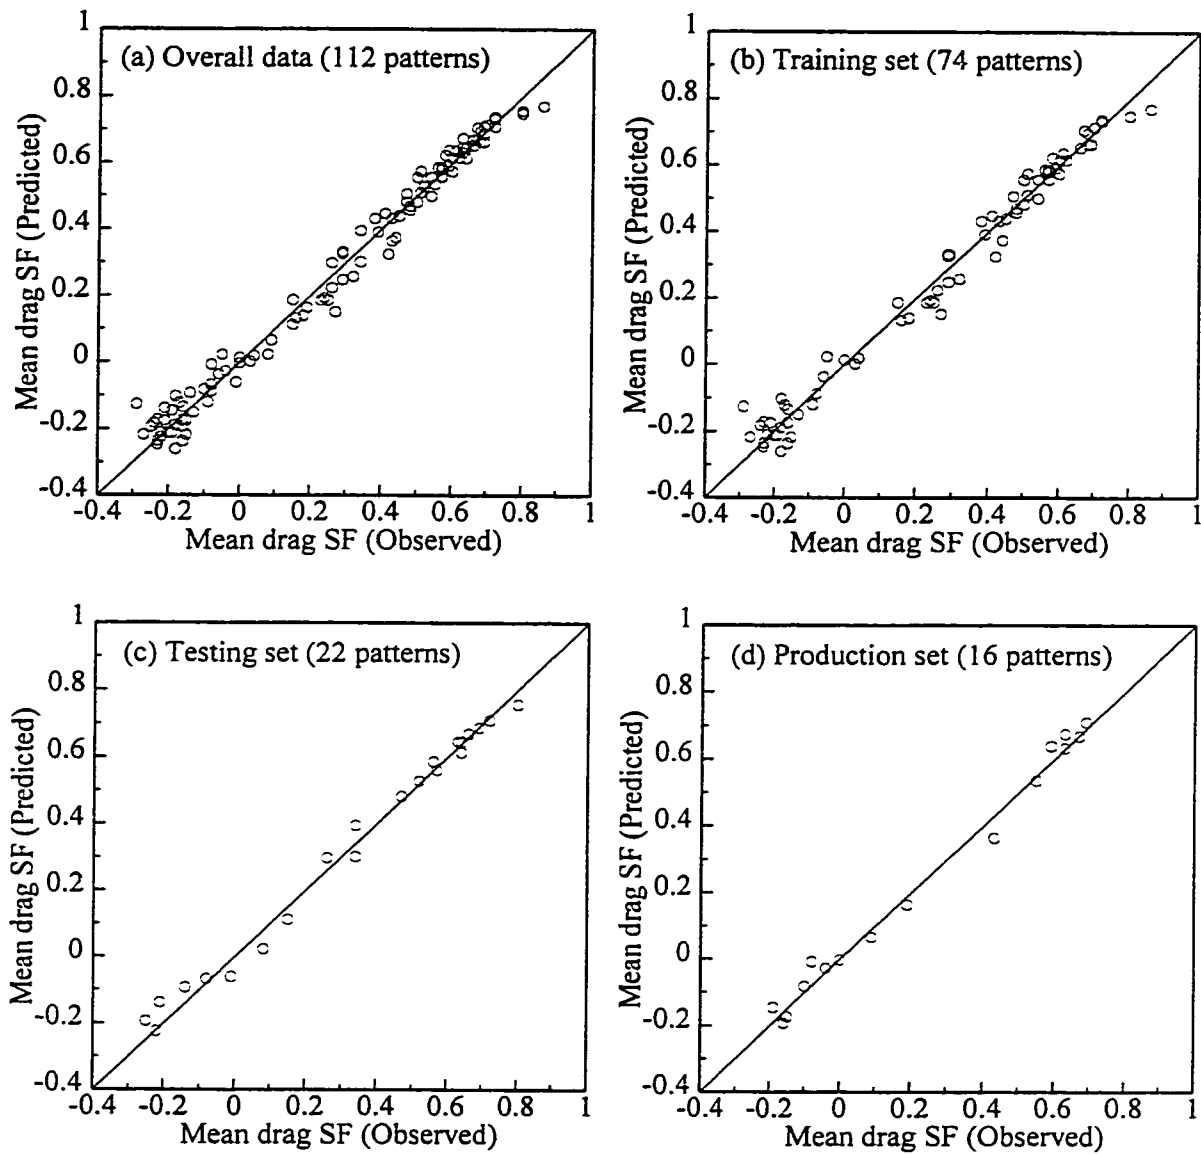 (a) Overall data (112 patterns)
1
0.8
0.6
0.4
0.2
0
-0.2
-0.4
Mean drag SF (Predicted)
-0.4 -0.2 0 0.2 0.4 0.6 0.8 1
Mean drag SF (Observed)
(b) Training set (74 patterns)
1
0.8
0.6
0.4
0.2
0
-0.2
-0.4
Mean drag SF (Predicted)
-0.4 -0.2 0 0.2 0.4 0.6 0.8 1
Mean drag SF (Observed)
(c) Testing set (22 patterns)
1
0.8
0.6
0.4
0.2
0
-0.2
-0.4
Mean drag SF (Predicted)
-0.4 -0.2 0 0.2 0.4 0.6 0.8 1
Mean drag SF (Observed)
(d) Production set (16 patterns)
1
0.8
0.6
0.4
0.2
0
-0.2
-0.4
Mean drag SF (Predicted)
-0.4 -0.2 0 0.2 0.4 0.6 0.8 1
Mean drag SF (Observed)